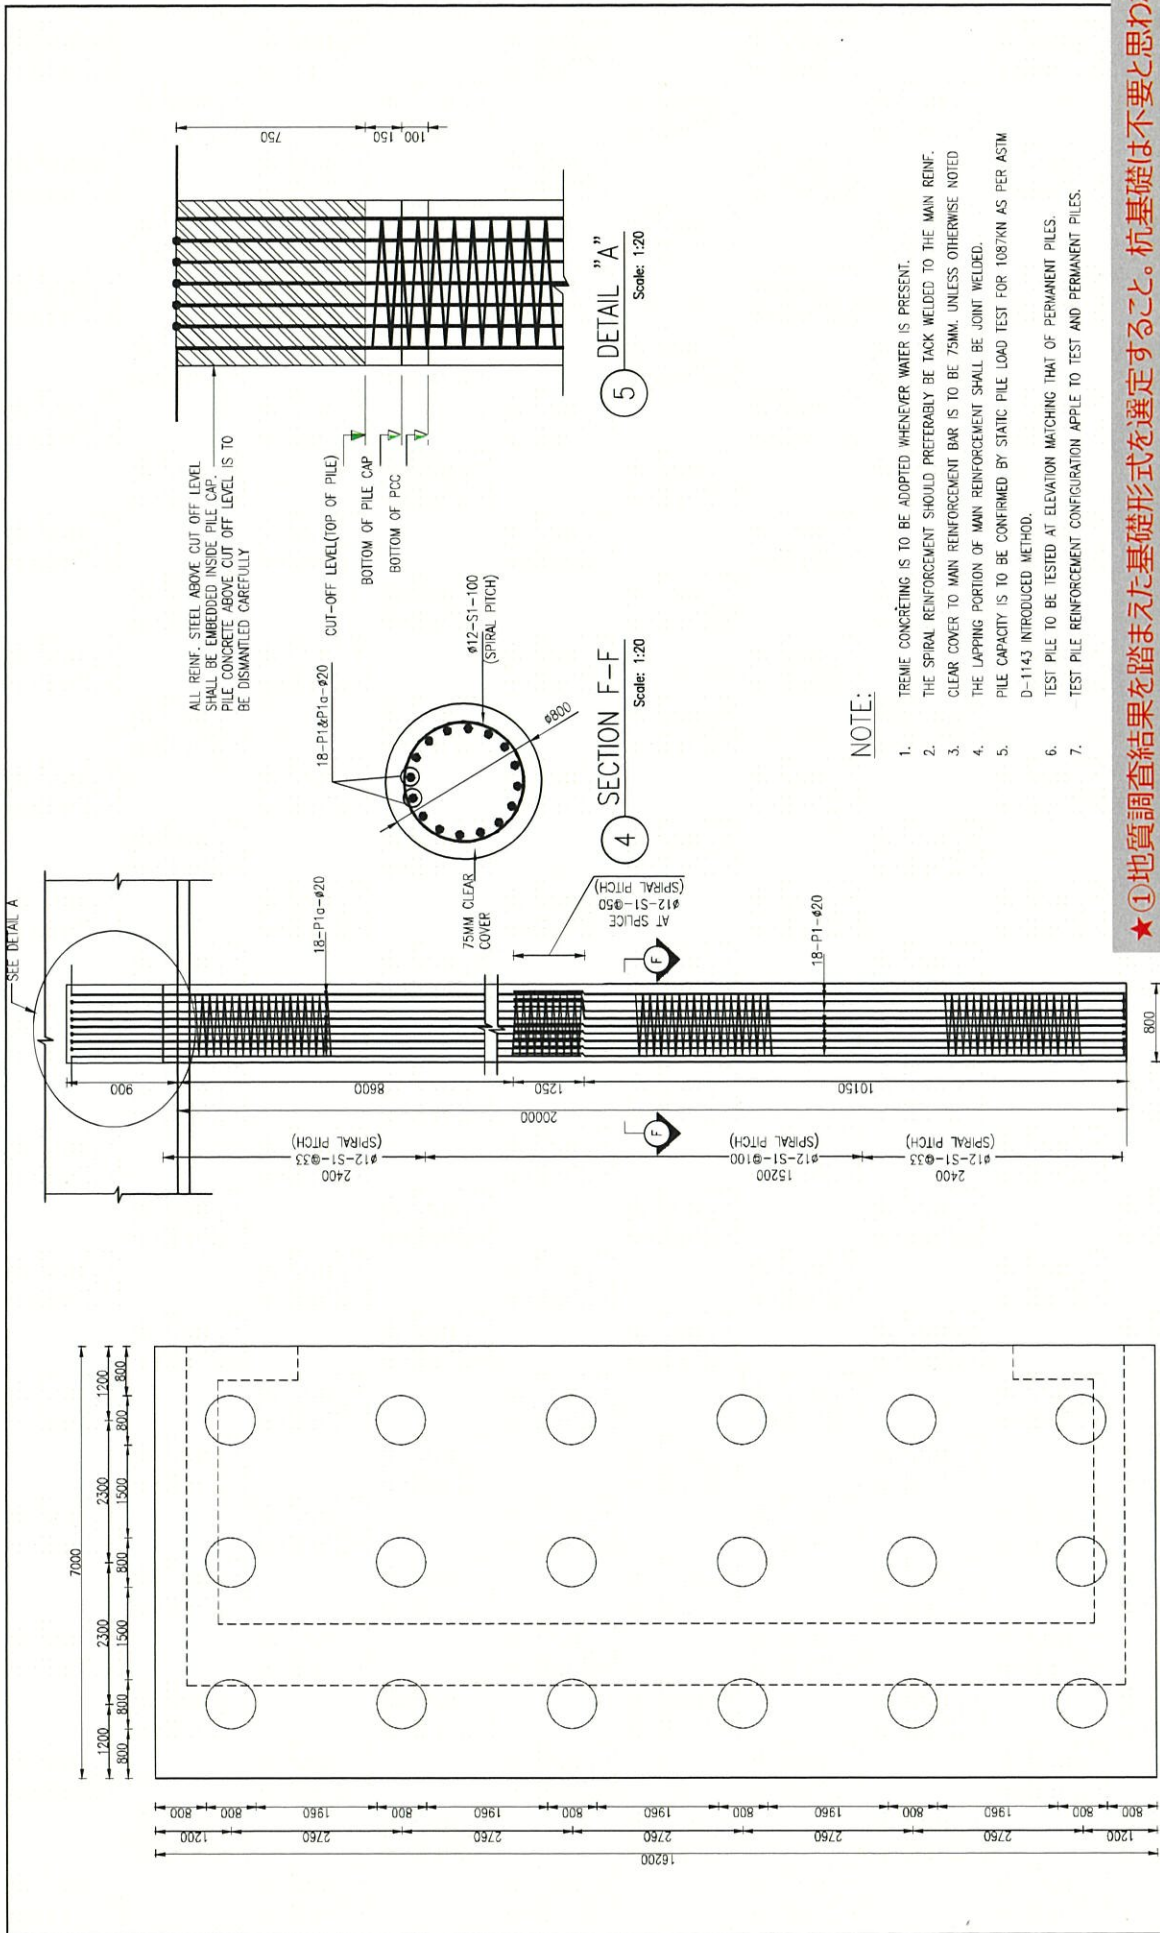 SEE DETAIL A
900
8600
1250
10150
20000
2400
ø12-S1-@33
(SPIRAL PITCH)
15200
ø12-S1-@100
(SPIRAL PITCH)
2400
ø12-S1-@33
(SPIRAL PITCH)
18-P1a-ø20
AT SPLICE
ø12-S1-@50
(SPIRAL PITCH)
18-P1-ø20
F
F
800
ALL REINF. STEEL ABOVE CUT OFF LEVEL
SHALL BE EMBEDDED INSIDE PILE CAP.
PILE CONCRETE ABOVE CUT OFF LEVEL IS TO
BE DISMANTLED CAREFULLY
CUT-OFF LEVEL(TOP OF PILE)
BOTTOM OF PILE CAP
BOTTOM OF PCC
750
150
100
5
DETAIL "A"
Scale: 1:20
18-P1&P1a-ø20
ø12-S1-100
(SPIRAL PITCH)
ø800
75MM CLEAR
COVER
4
SECTION F-F
Scale: 1:20
NOTE:
1. TREMIE CONCRETING IS TO BE ADOPTED WHENEVER WATER IS PRESENT.
2. THE SPIRAL REINFORCEMENT SHOULD PREFERABLY BE TACK WELDED TO THE MAIN REINF.
3. CLEAR COVER TO MAIN REINFORCEMENT BAR IS TO BE 75MM. UNLESS OTHERWISE NOTED
4. THE LAPPING PORTION OF MAIN REINFORCEMENT SHALL BE JOINT WELDED.
5. PILE CAPACITY IS TO BE CONFIRMED BY STATIC PILE LOAD TEST FOR 1087KN AS PER ASTM
D-1143 INTRODUCED METHOD.
6. TEST PILE TO BE TESTED AT ELEVATION MATCHING THAT OF PERMANENT PILES.
7. TEST PILE REINFORCEMENT CONFIGURATION APPLE TO TEST AND PERMANENT PILES.
7000
1200 2300 2300 1200
800 800 1500 800 1500 800 800
800 800 1960 800 1960 800 1960 800 1960 800 1960 800 800
1200 2760 2760 2760 2760 2760 1200
16200
★①地質調査結果を踏まえた基礎形式を選定すること。杭基礎は不要と思わ